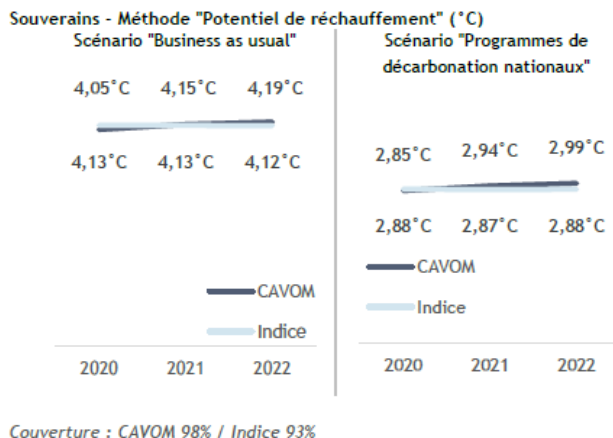 Souverains - Méthode "Potentiel de réchauffement" (°C)
Scénario "Business as usual"
4,05°C 4,15°C 4,19°C
4,13°C 4,13°C 4,12°C
CAVOM
Indice
2020 2021 2022
Scénario "Programmes de
décarbonation nationaux"
2,85°C 2,94°C 2,99°C
2,88°C 2,87°C 2,88°C
CAVOM
Indice
2020 2021 2022
Couverture : CAVOM 98% / Indice 93%